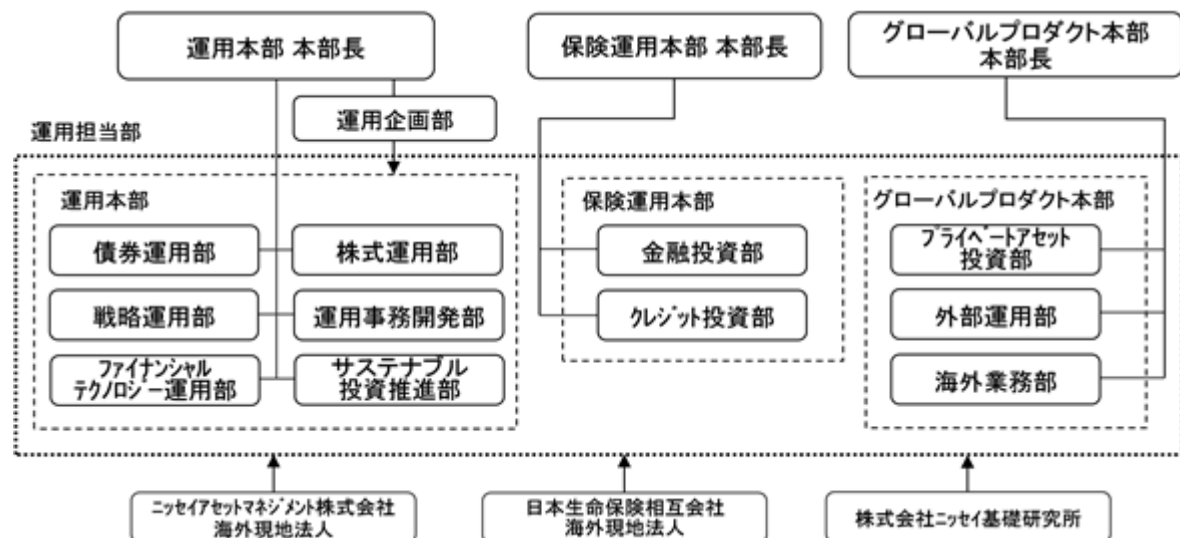 運用本部 本部長
保険運用本部 本部長
グローバルプロダクト本部
本部長
運用企画部
運用担当部
運用本部
債券運用部
株式運用部
戦略運用部
運用事務開発部
ファイナンシャル
テクノロジー運用部
サステナブル
投資推進部
保険運用本部
金融投資部
クレジット投資部
グローバルプロダクト本部
プライベートアセット
投資部
外部運用部
海外業務部
ニッセイアセットマネジメント株式会社
海外現地法人
日本生命保険相互会社
海外現地法人
株式会社ニッセイ基礎研究所